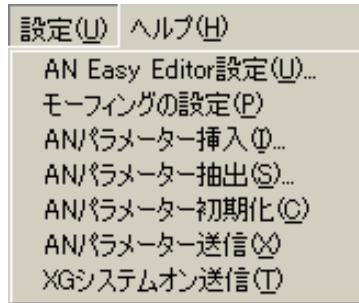 設定(U) ヘルプ(H)
AN Easy Editor設定(U)...
モーフィングの設定(P)
ANパラメーター挿入(I)...
ANパラメーター抽出(S)...
ANパラメーター初期化(C)
ANパラメーター送信(X)
XGシステムオン送信(T)